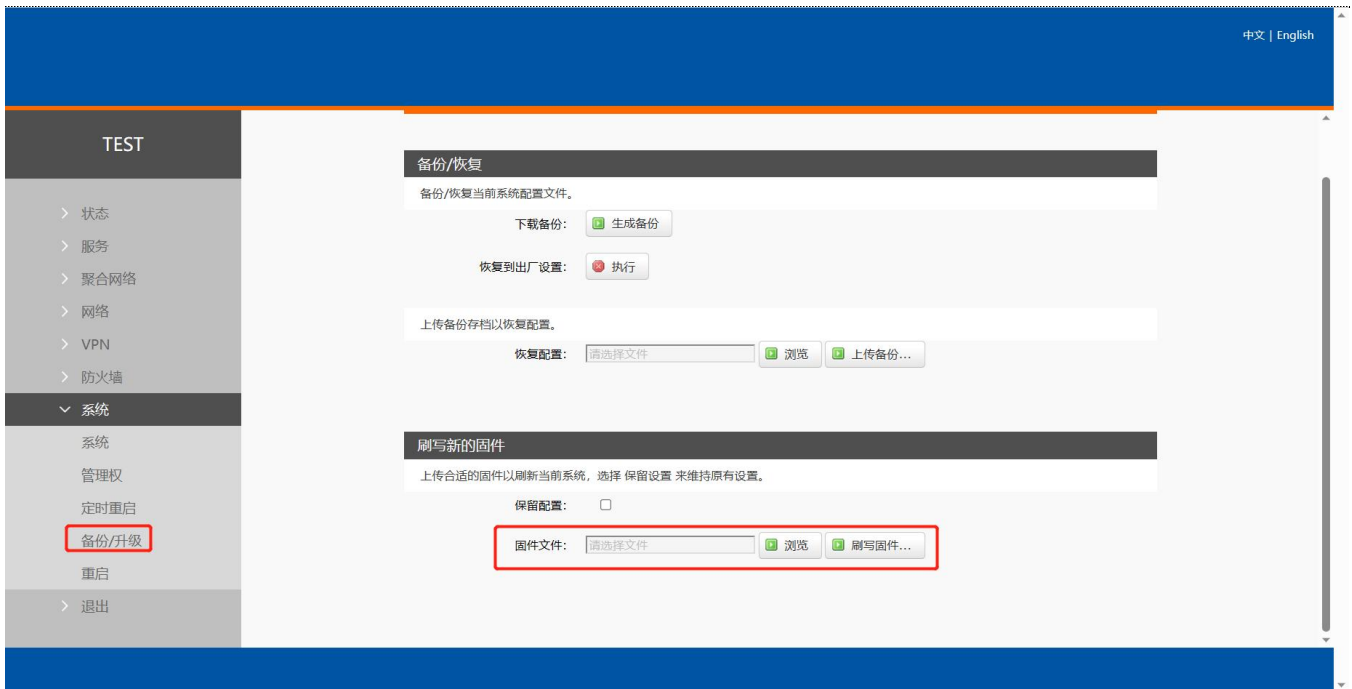 中文 | English
TEST
状态
服务
聚合网络
网络
VPN
防火墙
系统
系统
管理权
定时重启
备份/升级
重启
退出
备份/恢复
备份/恢复当前系统配置文件。
下载备份: 生成备份
恢复到出厂设置: 执行
上传备份存档以恢复配置。
恢复配置: 请选择文件 浏览 上传备份...
刷写新的固件
上传合适的固件以刷新当前系统，选择 保留设置 来维持原有设置。
保留配置:
固件文件: 请选择文件 浏览 刷写固件...